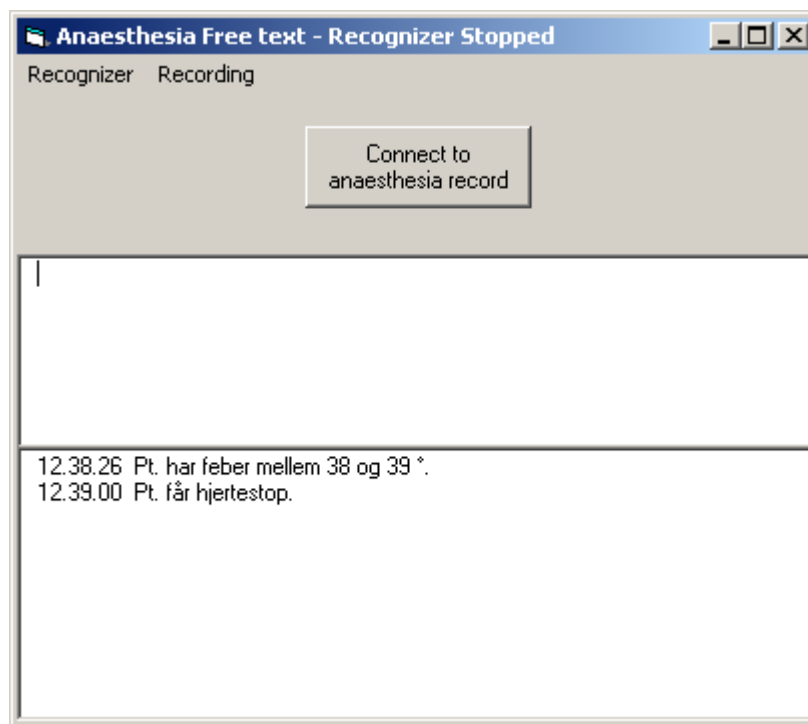 Anaesthesia Free text - Recognizer Stopped
Recognizer Recording
Connect to
anaesthesia record
12.38.26 Pt. har feber mellem 38 og 39 °.
12.39.00 Pt. får hjertestop.